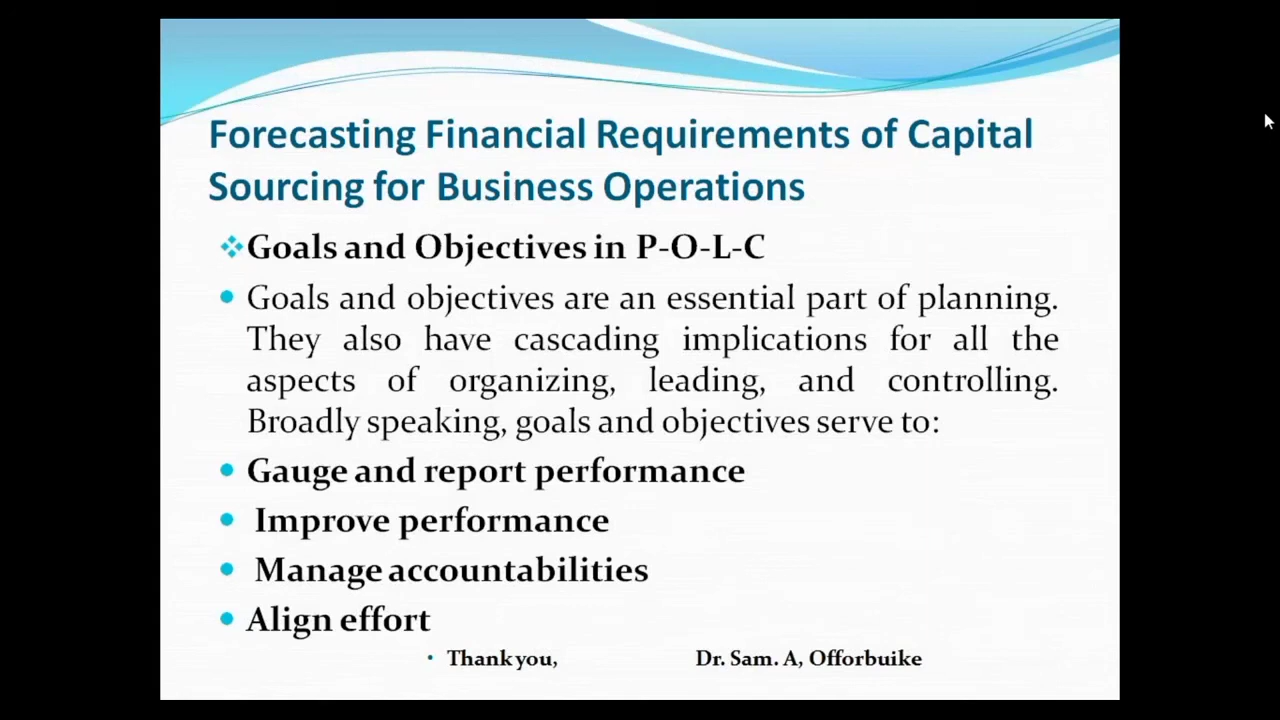 Forecasting Financial Requirements of Capital
Sourcing for Business Operations
Goals and Objectives in P-O-L-C
Goals and objectives are an essential part of planning.
They also have cascading implications for all the
aspects of organizing, leading, and controlling.
Broadly speaking, goals and objectives serve to:
Gauge and report performance
Improve performance
Manage accountabilities
Align effort
Thank you, Dr. Sam. A, Offorbuike